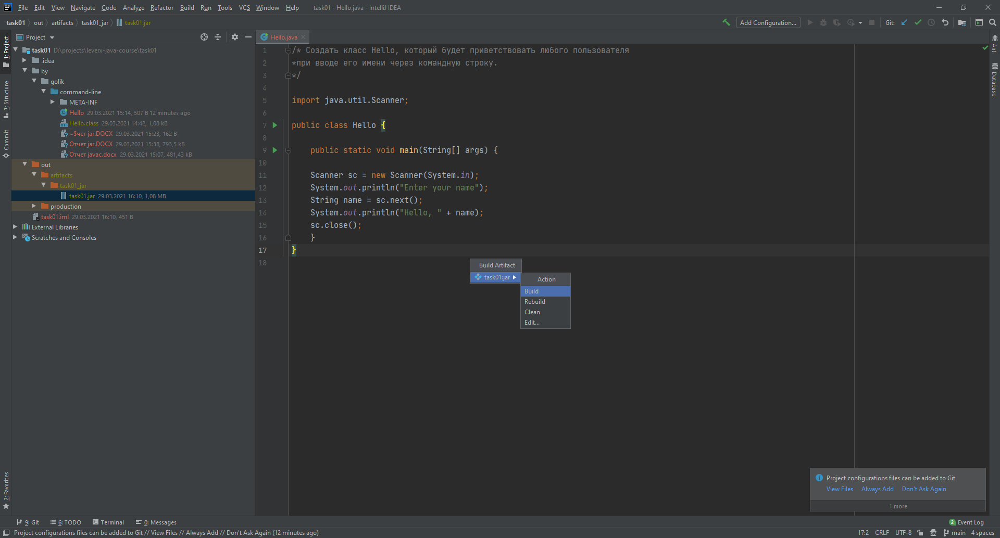 File Edit View Navigate Code Analyze Refactor Build Run Tools VCS Window Help task01 - Hello.java - IntelliJ IDEA
task01 out artifacts task01_jar task01.jar Add Configuration... Git:
Project
Hello.java
1: Project
7: Structure
Commit
2: Favorites
task01 D:\projects\leverx-java-course\task01
.idea
by
golik
command-line
META-INF
Hello 29.03.2021 15:14, 507 B 12 minutes ago
Hello.class 29.03.2021 14:42, 1,08 kB
~$чет jar.DOCX 29.03.2021 15:23, 162 B
Отчет jar.DOCX 29.03.2021 15:38, 793,5 kB
Отчет javac.docx 29.03.2021 15:07, 481,43 kB
out
artifacts
task01_jar
task01.jar 29.03.2021 16:10, 1,08 MB
production
task01.iml 29.03.2021 16:10, 451 B
External Libraries
Scratches and Consoles
1 /* Создать класс Hello, который будет приветствовать любого пользователя
2 *при вводе его имени через командную строку.
3 */
4
5 import java.util.Scanner;
6
7 public class Hello {
8
9 public static void main(String[] args) {
10
11 Scanner sc = new Scanner(System.in);
12 System.out.println("Enter your name");
13 String name = sc.next();
14 System.out.println("Hello, " + name);
15 sc.close();
16 }
17 }
18
Build Artifact
task01:jar
Action
Build
Rebuild
Clean
Edit...
Ant
Database
Project configurations files can be added to Git
View Files Always Add Don't Ask Again
1 more
9: Git 6: TODO Terminal 0: Messages 2 Event Log
Project configurations files can be added to Git // View Files // Always Add // Don't Ask Again (12 minutes ago) 17:2 CRLF UTF-8 main 4 spaces